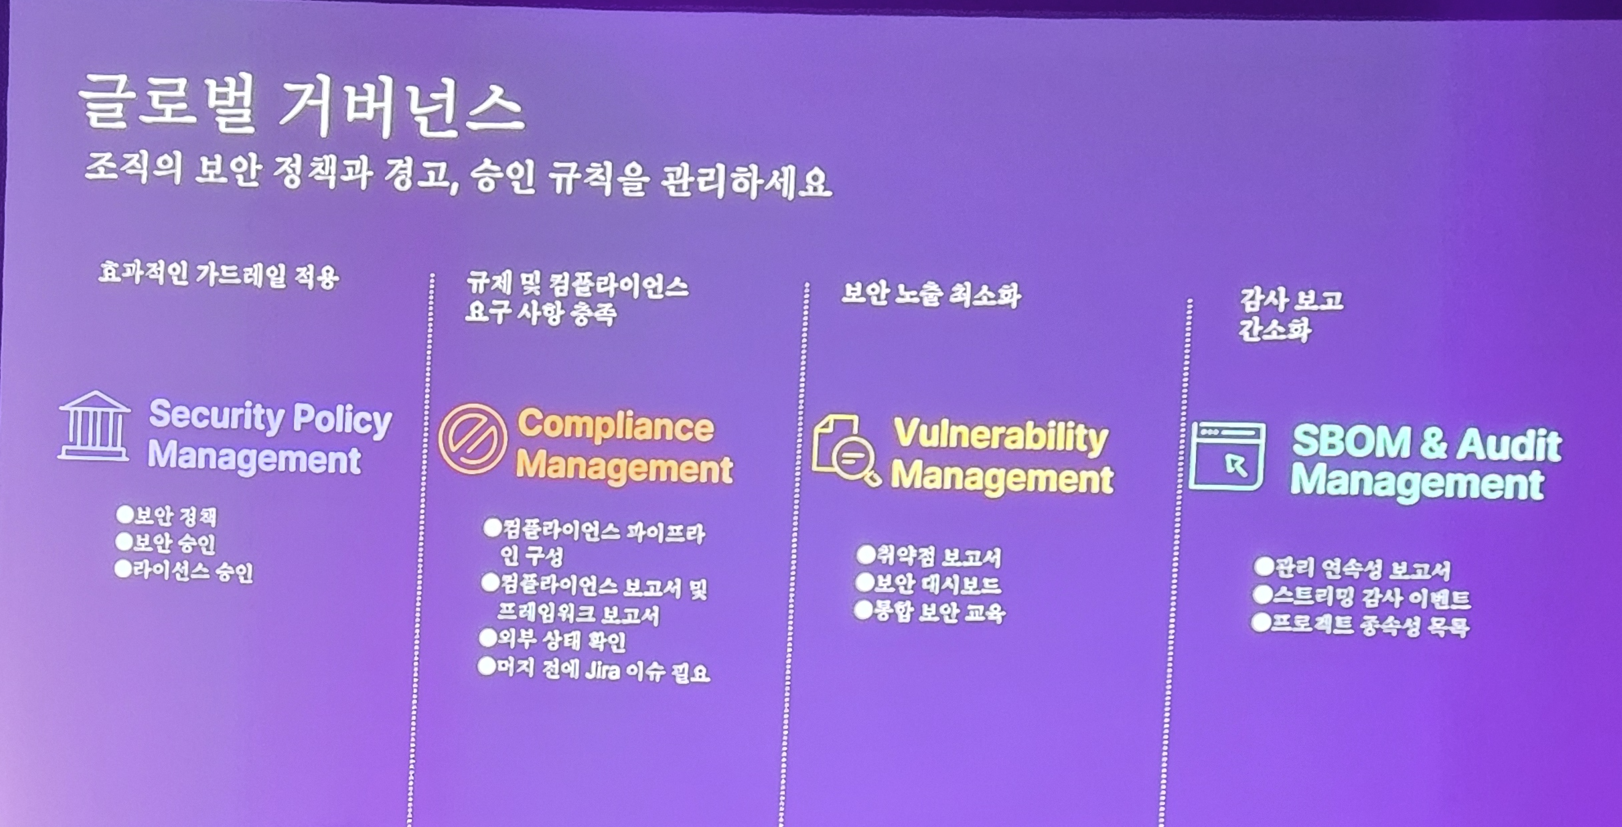 글로벌 거버넌스
조직의 보안 정책과 경고, 승인 규칙을 관리하세요
효과적인 가드레일 적용
Security Policy
Management
●보안 정책
●보안 승인
●라이선스 승인
규제 및 컴플라이언스
요구 사항 충족
Compliance
Management
●컴플라이언스 파이프라
인 구성
●컴플라이언스 보고서 및
프레임워크 보고서
●외부 상태 확인
●머지 전에 Jira 이슈 필요
보안 노출 최소화
Vulnerability
Management
●취약점 보고서
●보안 대시보드
●통합 보안 교육
감사 보고
간소화
SBOM & Audit
Management
●관리 연속성 보고서
●스트리밍 감사 이벤트
●프로젝트 종속성 목록